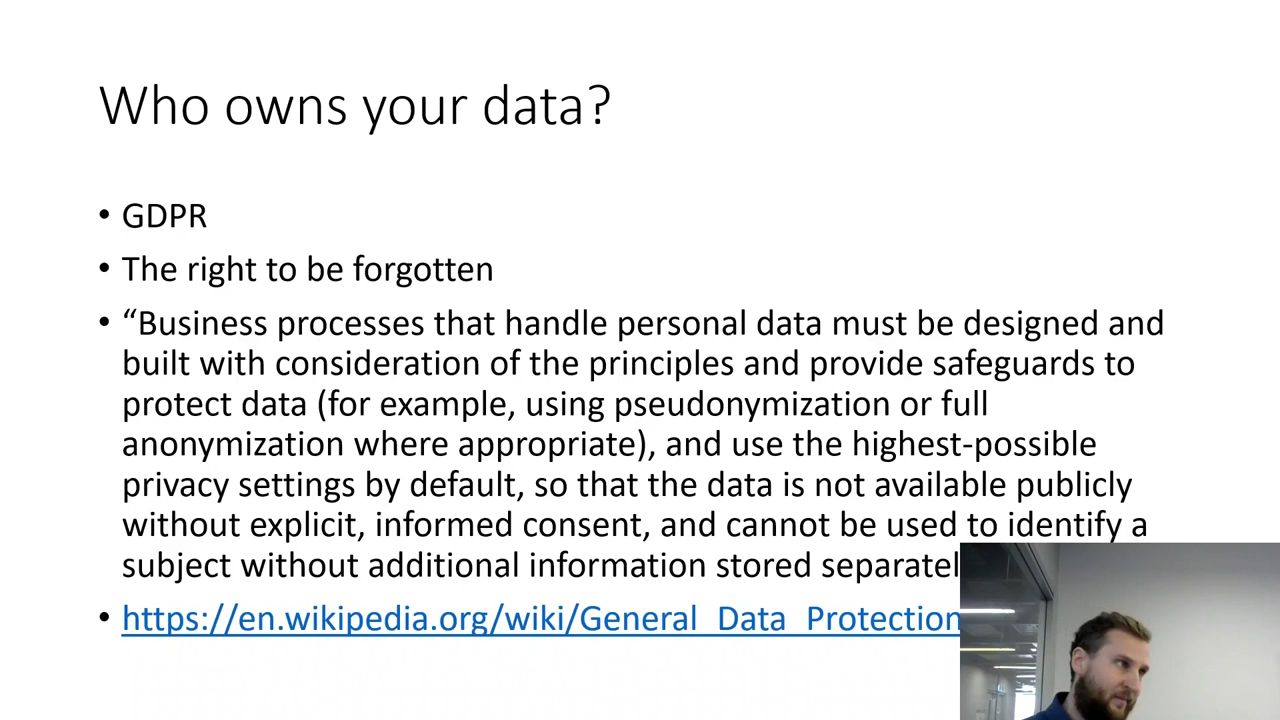 Who owns your data?
• GDPR
• The right to be forgotten
• “Business processes that handle personal data must be designed and
built with consideration of the principles and provide safeguards to
protect data (for example, using pseudonymization or full
anonymization where appropriate), and use the highest-possible
privacy settings by default, so that the data is not available publicly
without explicit, informed consent, and cannot be used to identify a
subject without additional information stored separatel
• https://en.wikipedia.org/wiki/General_Data_Protection